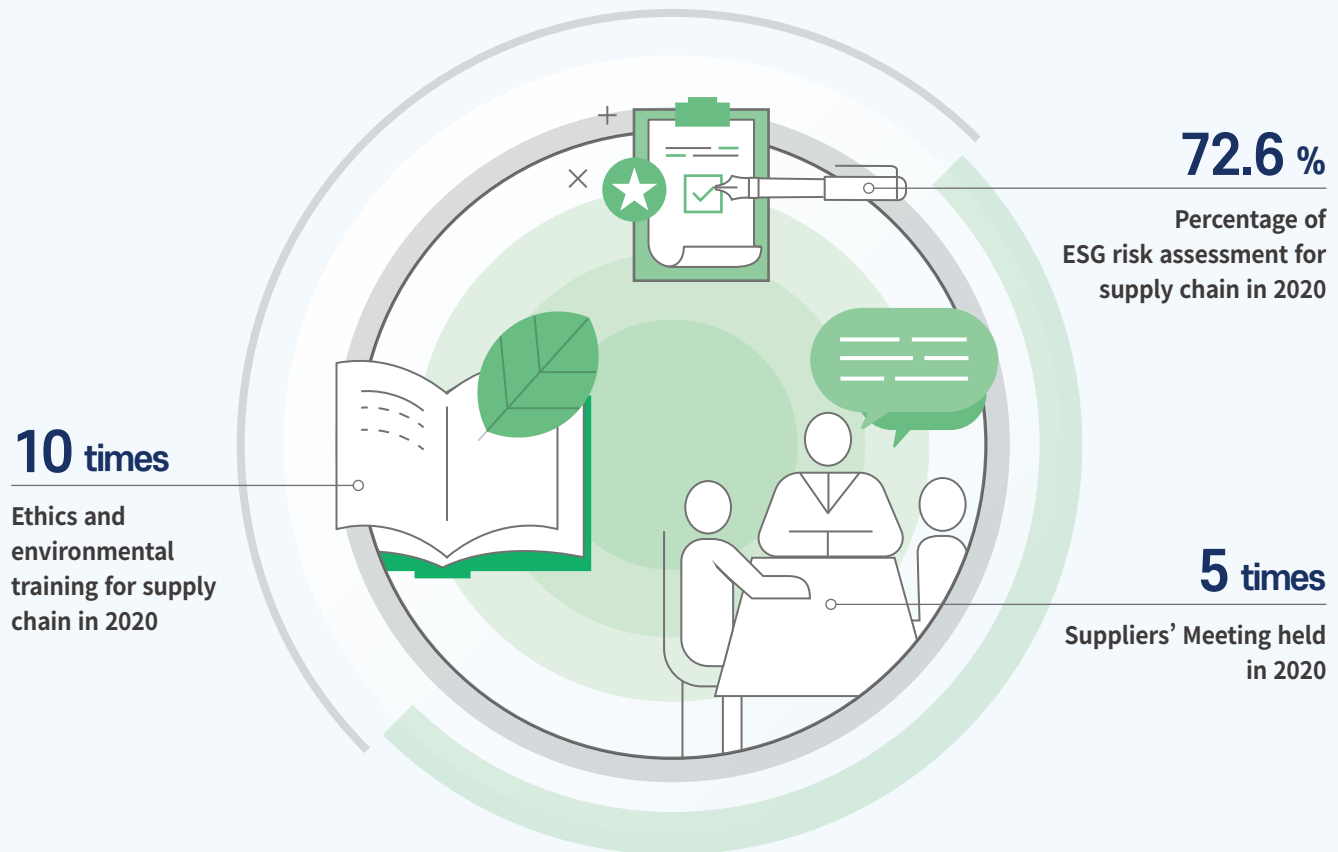 72.6 %
Percentage of
ESG risk assessment for
supply chain in 2020
10 times
Ethics and
environmental
training for supply
chain in 2020
5 times
Suppliers’ Meeting held
in 2020